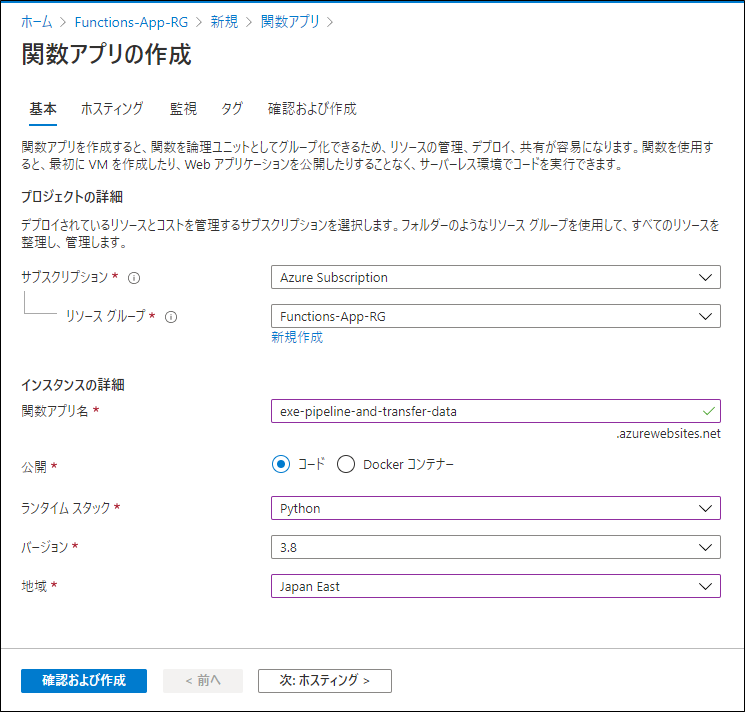 ホーム > Functions-App-RG > 新規 > 関数アプリ >
関数アプリの作成
基本 ホスティング 監視 タグ 確認および作成
関数アプリを作成すると、関数を論理ユニットとしてグループ化できるため、リソースの管理、デプロイ、共有が容易になります。関数を使用す
ると、最初に VM を作成したり、Web アプリケーションを公開したりすることなく、サーバーレス環境でコードを実行できます。
プロジェクトの詳細
デプロイされているリソースとコストを管理するサブスクリプションを選択します。フォルダーのようなリソース グループを使用して、すべてのリソースを
整理し、管理します。
サブスクリプション * Azure Subscription
リソース グループ * Functions-App-RG
新規作成
インスタンスの詳細
関数アプリ名 * exe-pipeline-and-transfer-data
.azurewebsites.net
公開 * コード Docker コンテナー
ランタイム スタック * Python
バージョン * 3.8
地域 * Japan East
確認および作成 < 前へ 次: ホスティング >